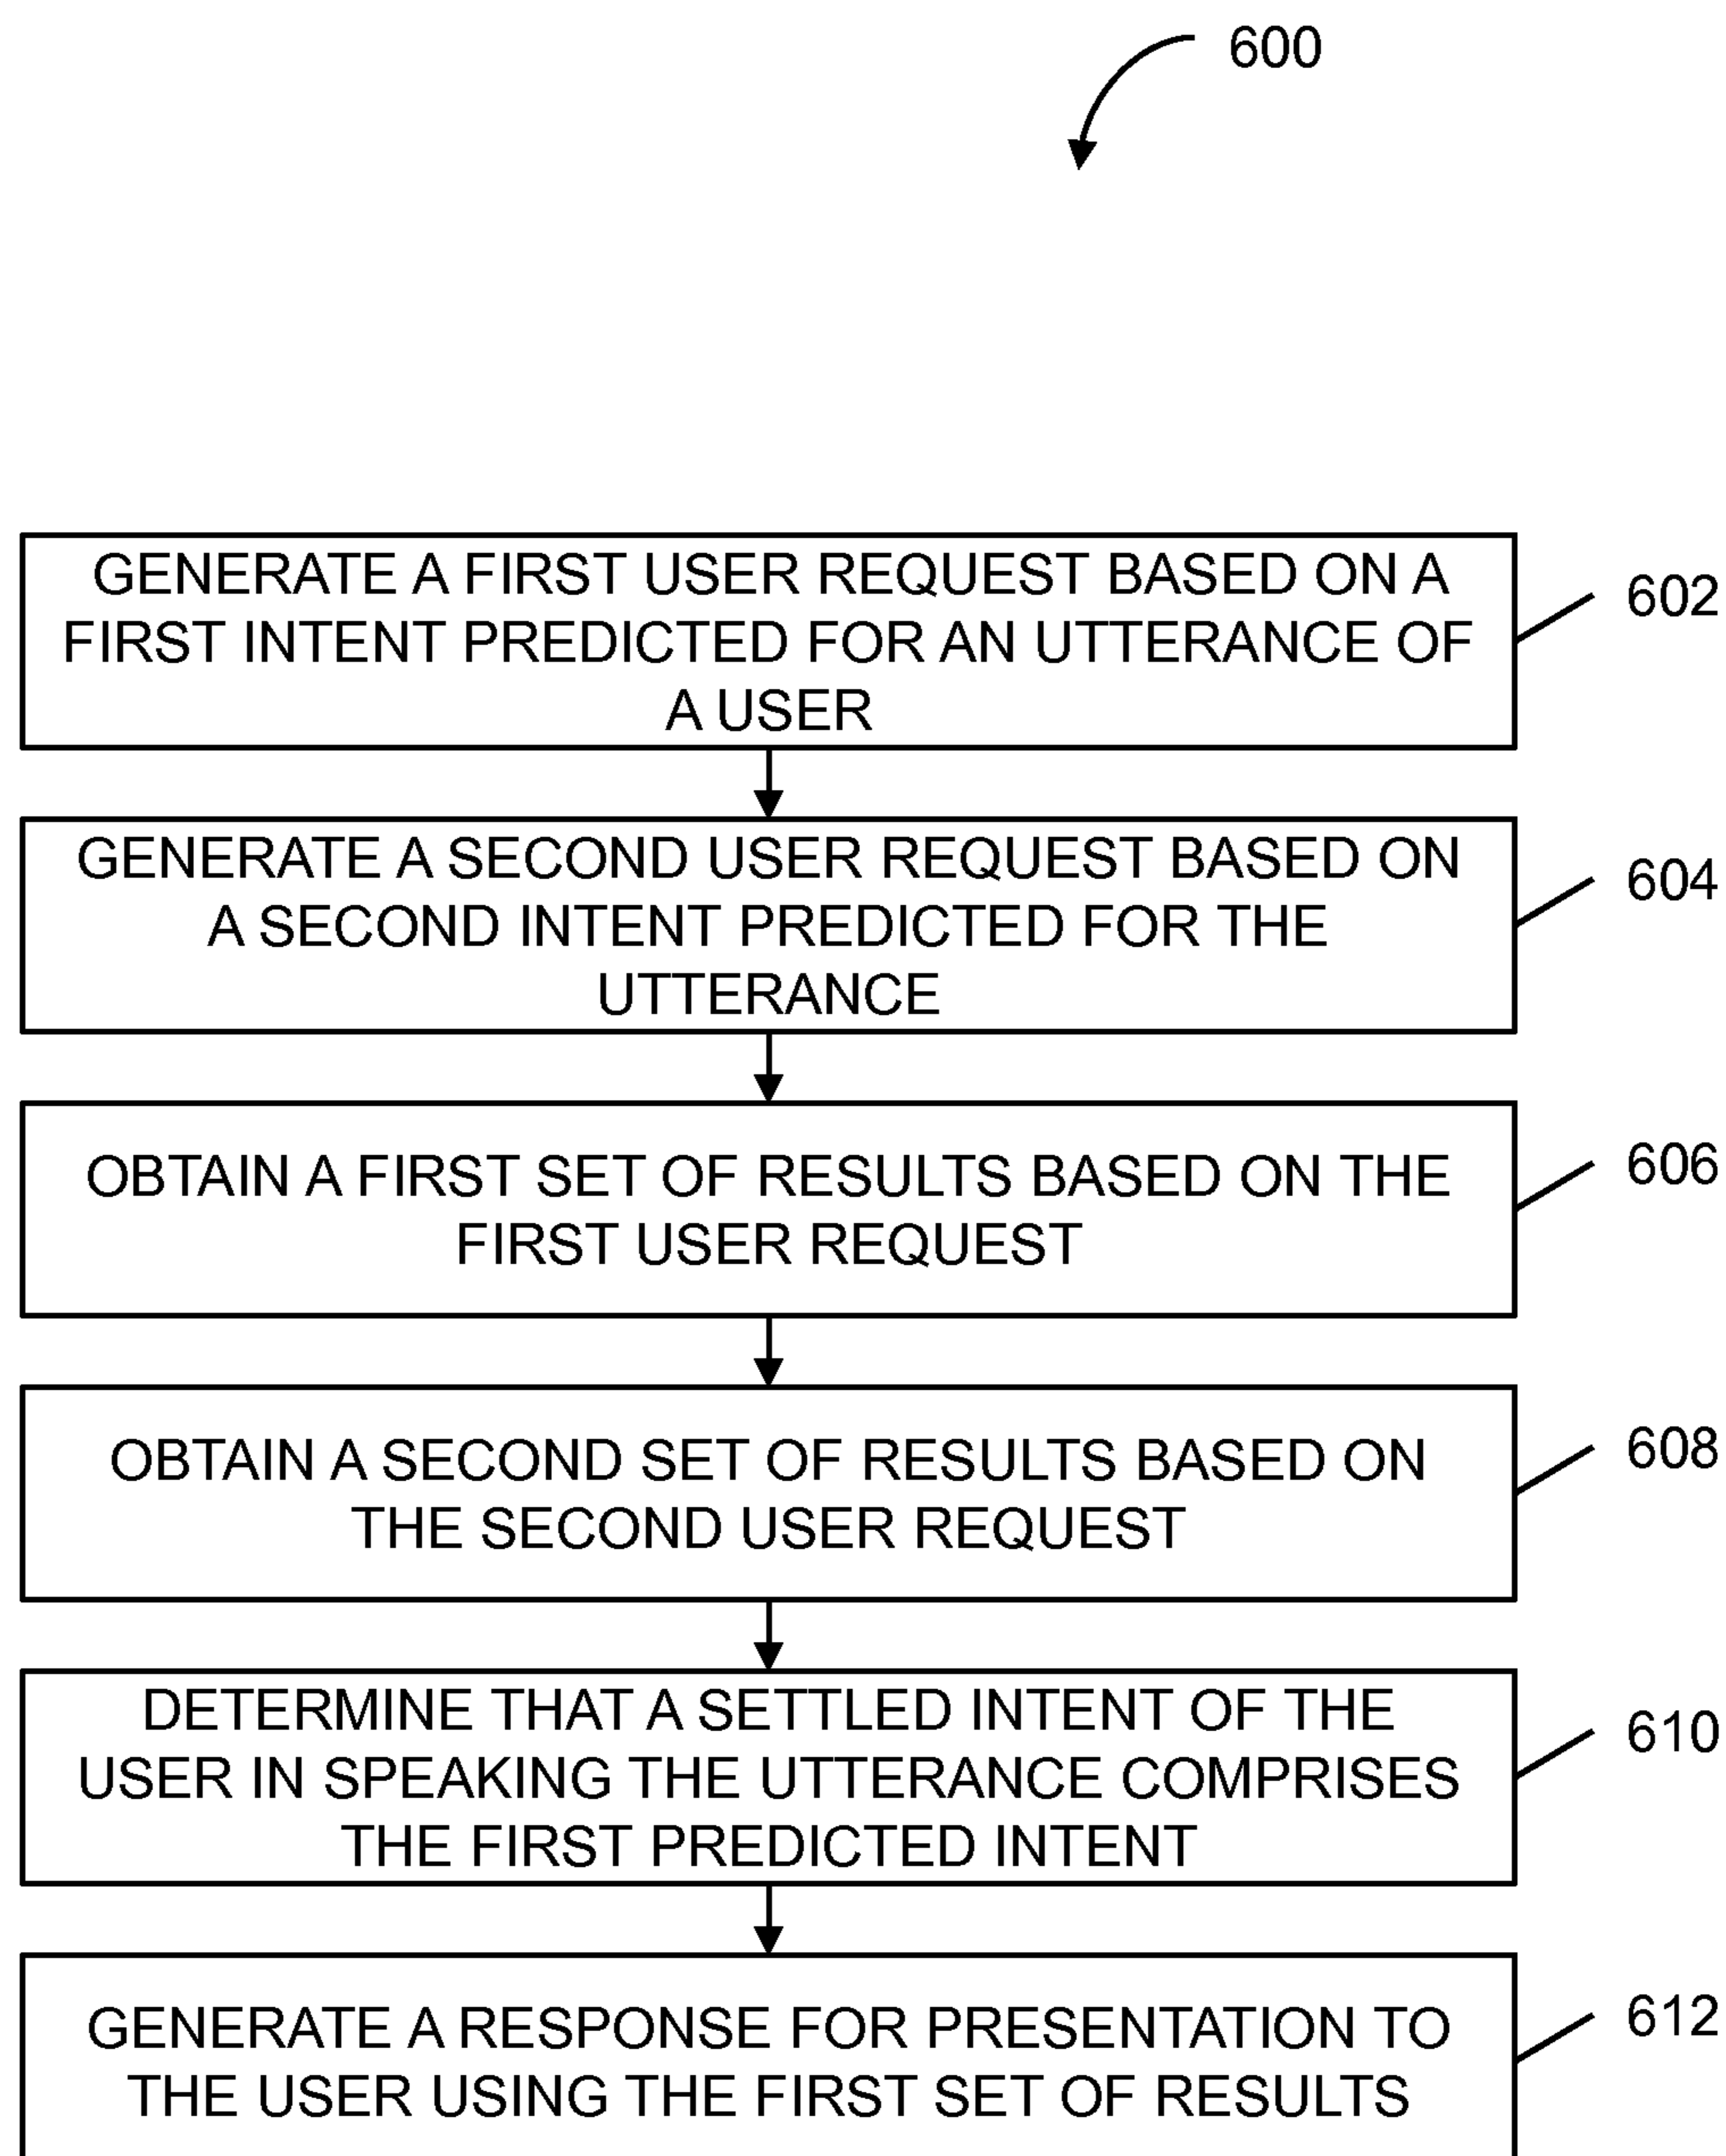 600
GENERATE A FIRST USER REQUEST BASED ON A
FIRST INTENT PREDICTED FOR AN UTTERANCE OF
A USER
602
GENERATE A SECOND USER REQUEST BASED ON
A SECOND INTENT PREDICTED FOR THE
UTTERANCE
604
OBTAIN A FIRST SET OF RESULTS BASED ON THE
FIRST USER REQUEST
606
OBTAIN A SECOND SET OF RESULTS BASED ON
THE SECOND USER REQUEST
608
DETERMINE THAT A SETTLED INTENT OF THE
USER IN SPEAKING THE UTTERANCE COMPRISES
THE FIRST PREDICTED INTENT
610
GENERATE A RESPONSE FOR PRESENTATION TO
THE USER USING THE FIRST SET OF RESULTS
612